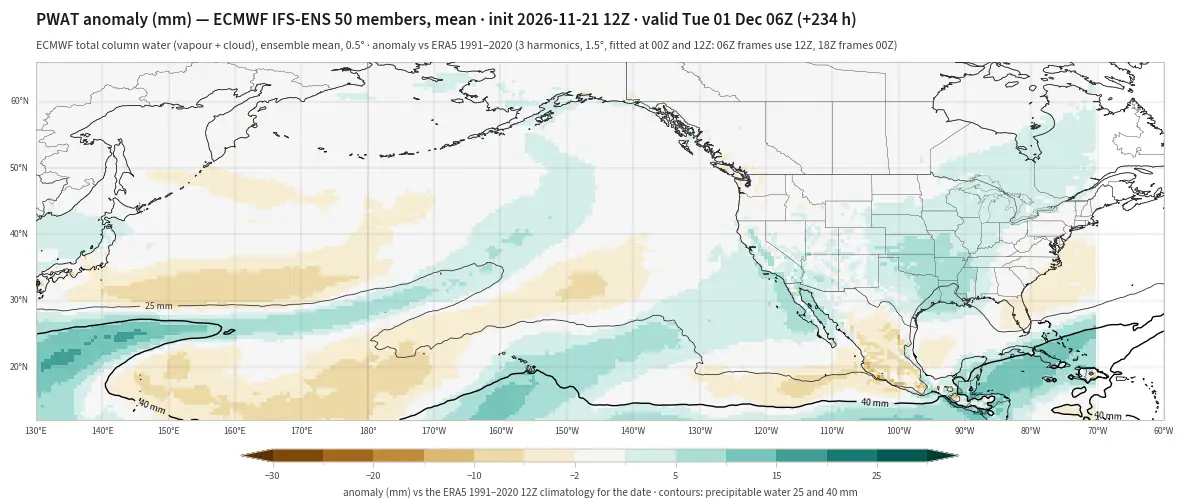 PWAT anomaly (mm) — ECMWF IFS-ENS 50 members, mean · init 2026-11-21 12Z · valid Tue 01 Dec 06Z (+234 h)
ECMWF total column water (vapour + cloud), ensemble mean, 0.5° · anomaly vs ERA5 1991–2020 (3 harmonics, 1.5°, fitted at 00Z and 12Z: 06Z frames use 12Z, 18Z frames 00Z)
60°N
50°N
40°N
30°N
20°N
25 mm
40 mm
40 mm
40 mm
130°E 140°E 150°E 160°E 170°E 180° 170°W 160°W 150°W 140°W 130°W 120°W 110°W 100°W 90°W 80°W 70°W 60°W
−30 −20 −10 −2 5 15 25
anomaly (mm) vs the ERA5 1991–2020 12Z climatology for the date · contours: precipitable water 25 and 40 mm